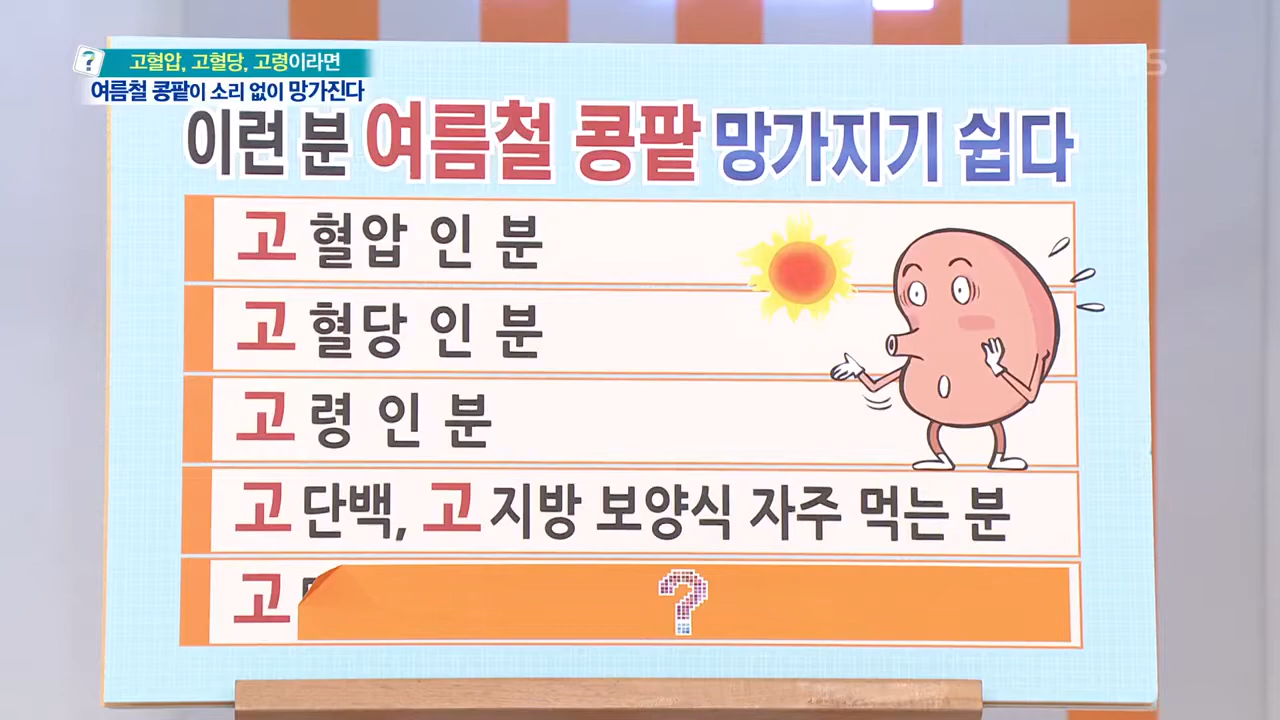 고혈압, 고혈당, 고령이라면
여름철 콩팥이 소리 없이 망가진다
이런 분 여름철 콩팥 망가지기 쉽다
고혈압인 분
고혈당인 분
고령인 분
고단백, 고지방 보양식 자주 먹는 분
고
?